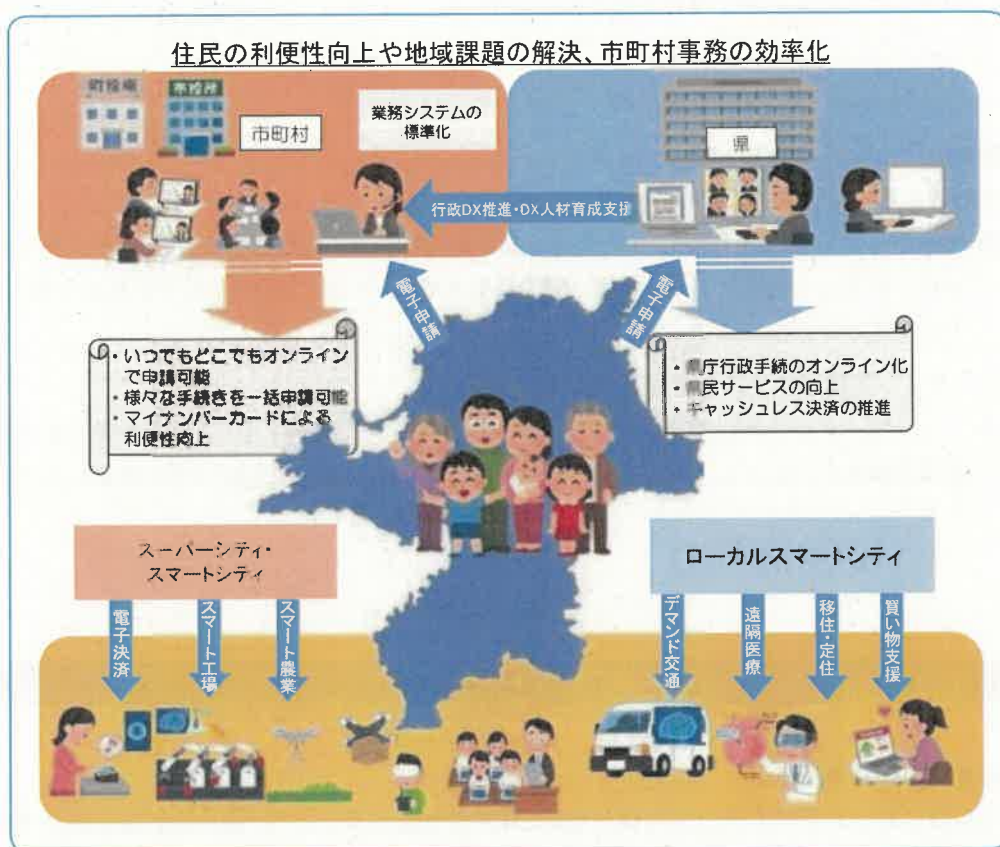 住民の利便性向上や地域課題の解決、市町村事務の効率化
町役場
市役所
市町村
業務システムの
標準化
県
行政DX推進・DX人材育成支援
電子申請
電子申請
・いつでもどこでもオンライン
で申請可能
・様々な手続きを一括申請可能
・マイナンバーカードによる
利便性向上
・県庁行政手続のオンライン化
・県民サービスの向上
・キャッシュレス決済の推進
スーパーシティ・
スマートシティ
ローカルスマートシティ
電子決済
スマート工場
スマート農業
デマンド交通
遠隔医療
移住・定住
買い物支援